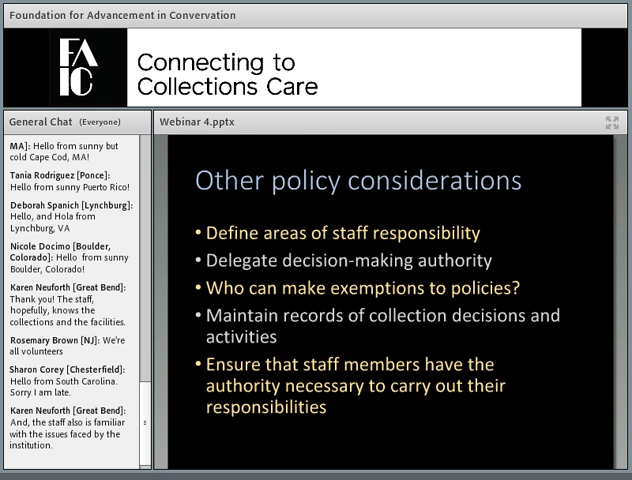 Foundation for Advancement in Convervation
FA
IC
Connecting to
Collections Care
General Chat (Everyone)
MA]: Hello from sunny but
cold Cape Cod, MA!
Tania Rodriguez [Ponce]:
Hello from sunny Puerto Rico!
Deborah Spanich [Lynchburg]:
Hello, and Hola from
Lynchburg, VA
Nicole Docimo [Boulder,
Colorado]: Hello from sunny
Boulder, Colorado!
Karen Neuforth [Great Bend]:
Thank you! The staff,
hopefully, knows the
collections and the facilities.
Rosemary Brown [NJ]: We're
all volunteers
Sharon Corey [Chesterfield]:
Hello from South Carolina.
Sorry I am late.
Karen Neuforth [Great Bend]:
And, the staff also is familiar
with the issues faced by the
institution.
Webinar 4.pptx
Other policy considerations
• Define areas of staff responsibility
• Delegate decision-making authority
• Who can make exemptions to policies?
• Maintain records of collection decisions and
activities
• Ensure that staff members have the
authority necessary to carry out their
responsibilities